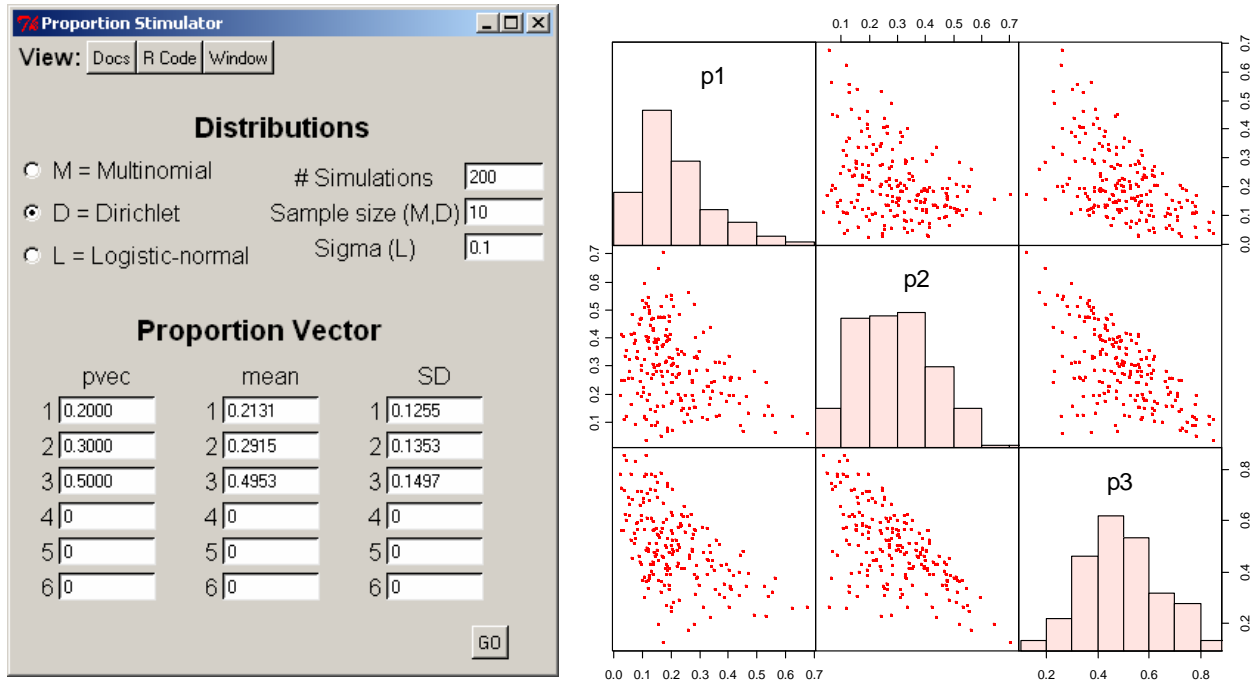 Proportion Stimulator
View: Docs R Code Window
Distributions
M = Multinomial
D = Dirichlet
L = Logistic-normal
# Simulations 200
Sample size (M,D) 10
Sigma (L) 0.1
Proportion Vector
pvec mean SD
1 0.2000 1 0.2131 1 0.1255
2 0.3000 2 0.2915 2 0.1353
3 0.5000 3 0.4953 3 0.1497
4 0 4 0 4 0
5 0 5 0 5 0
6 0 6 0 6 0
GO
0.1 0.2 0.3 0.4 0.5 0.6 0.7
p1
0.0 0.1 0.2 0.3 0.4 0.5 0.6 0.7
0.1 0.2 0.3 0.4 0.5 0.6 0.7
p2
p3
0.2 0.4 0.6 0.8
0.0 0.1 0.2 0.3 0.4 0.5 0.6 0.7
0.2 0.4 0.6 0.8